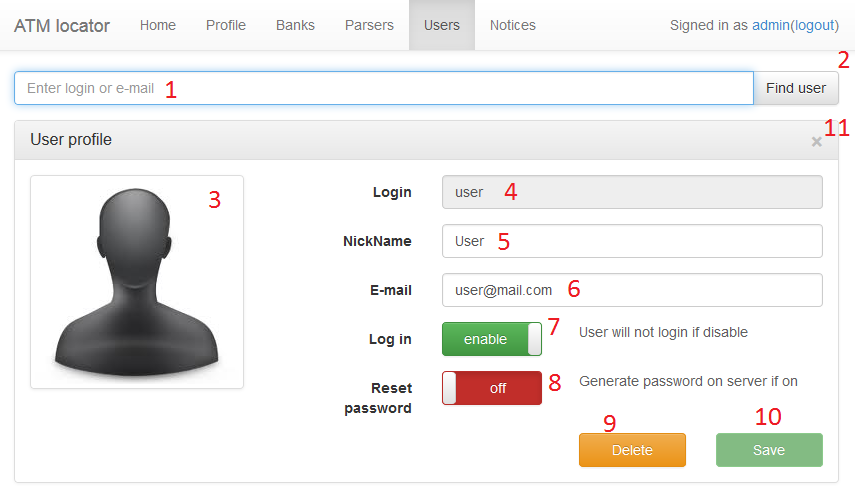 ATM locator Home Profile Banks Parsers Users Notices Signed in as admin(logout)
2
Enter login or e-mail 1 Find user
11
User profile ×
3
Login user 4
NickName User 5
E-mail user@mail.com 6
Log in enable 7 User will not login if disable
Reset off 8 Generate password on server if on
password
9 10
Delete Save